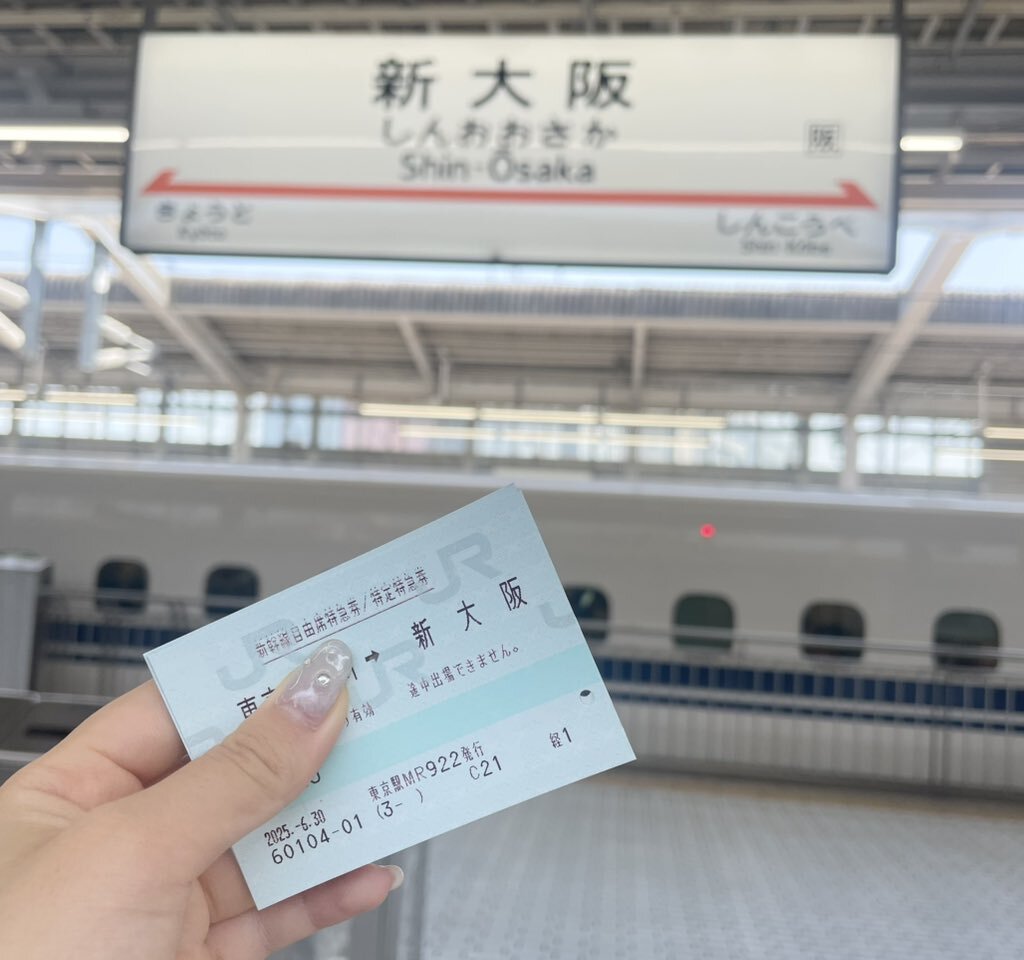 新大阪
しんおおさか
Shin-Ōsaka
阪
きょうと
Kyōto
しんこうべ
Shin-Kōbe
JR
新幹線自由席特急券/特定特急券
東 → 新大阪
有効 途中出場できません。
東京駅MR922発行 経1
2025.-6.30 (3- ) C21
60104-01